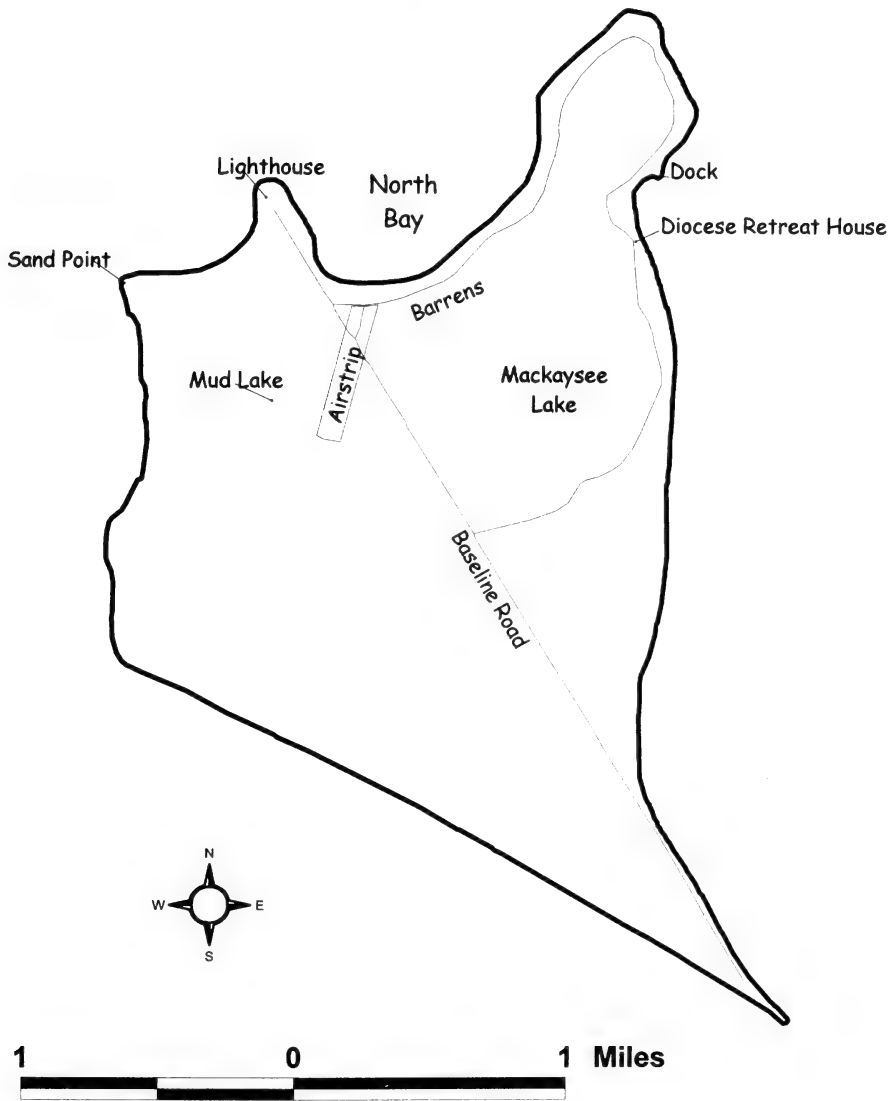 Lighthouse
North
Bay
Dock
Diocese Retreat House
Sand Point
Barrens
Airstrip
Mud Lake
Mackaysee
Lake
Baseline Road
N
W E
S
1 0 1 Miles